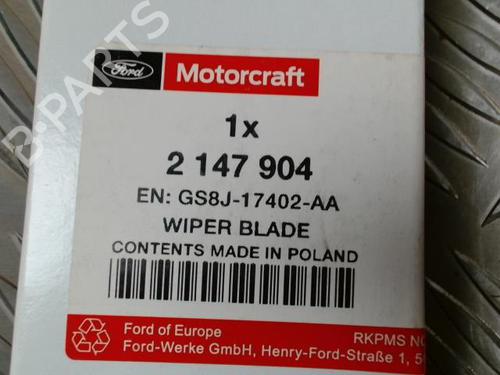 Ford Motorcraft
1x
2 147 904
EN: GS8J-17402-AA
WIPER BLADE
CONTENTS MADE IN POLAND
Ford of Europe RKPMS
Ford-Werke GmbH, Henry-Ford-Straße 1,
B-PARTS